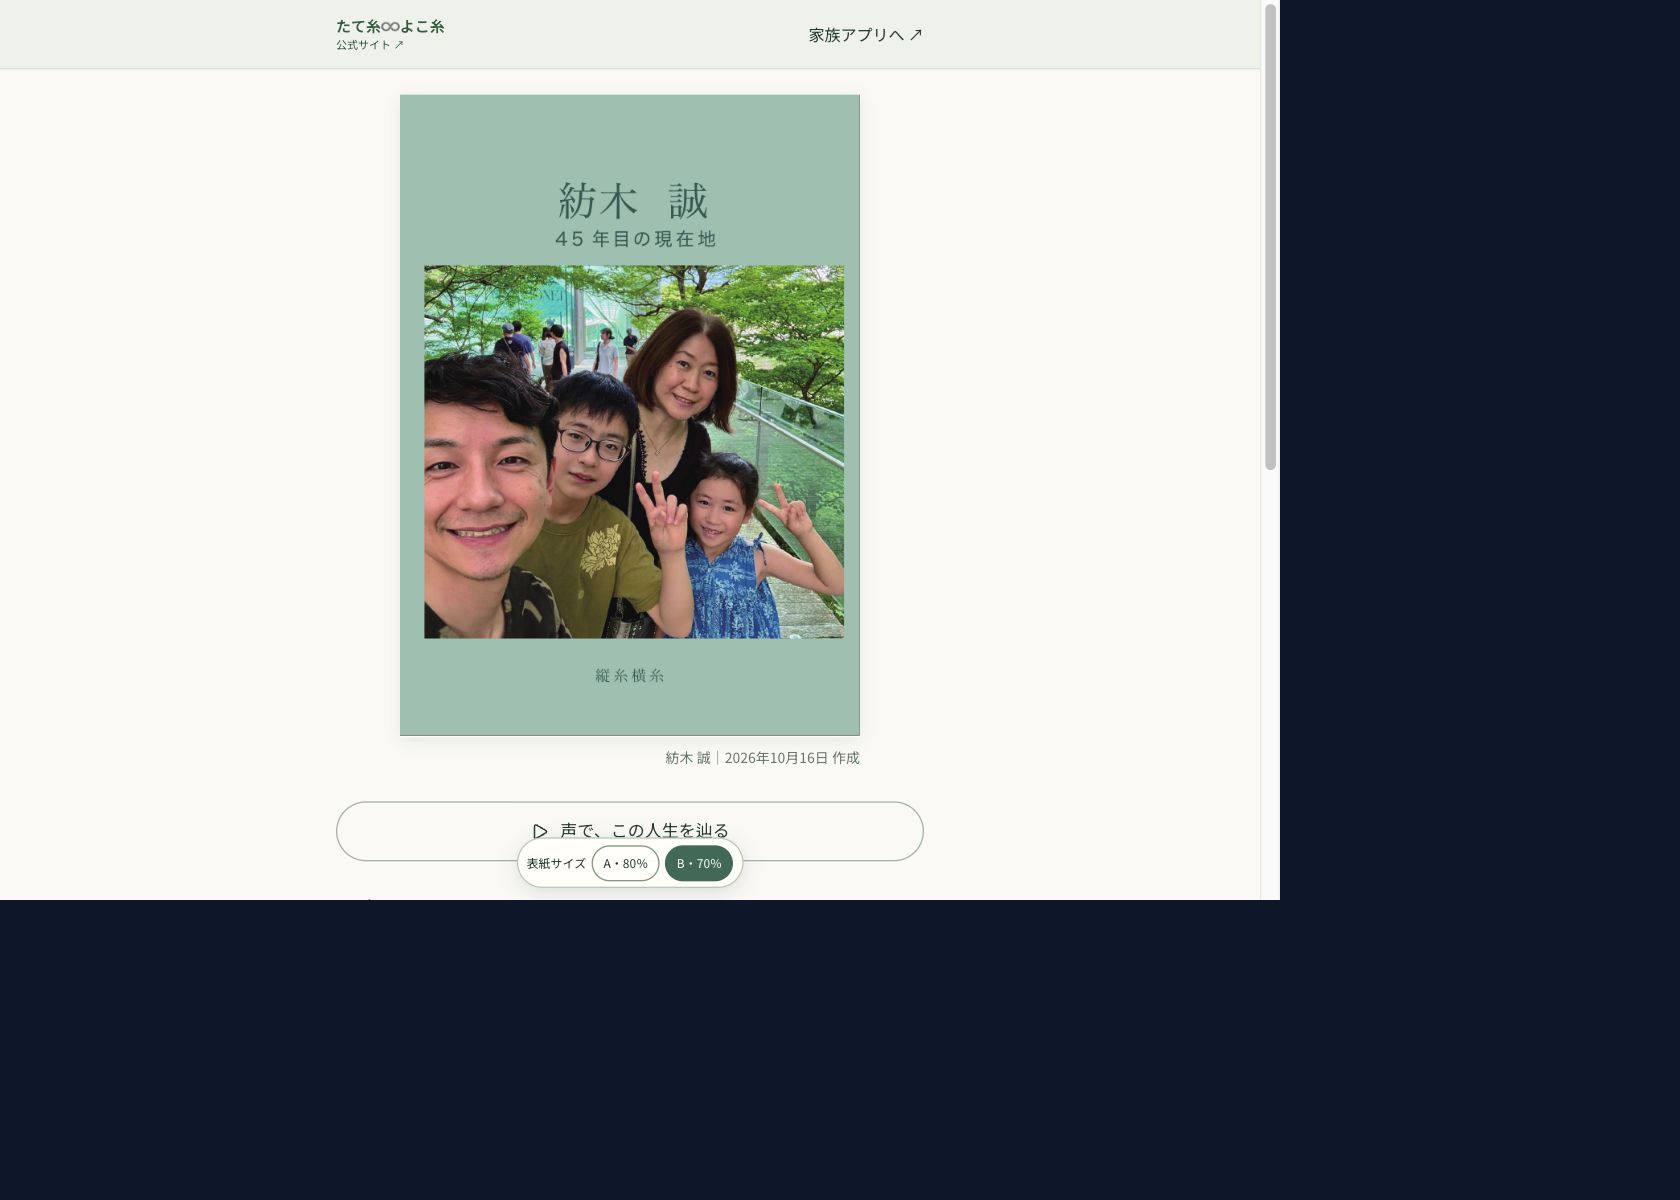 たて糸∞よこ糸
公式サイト ↗
家族アプリへ ↗
紡木 誠
45 年目の現在地
縦糸横糸
紡木 誠｜2026年10月16日 作成
声で、この人生を辿る
表紙サイズ A・80% B・70%